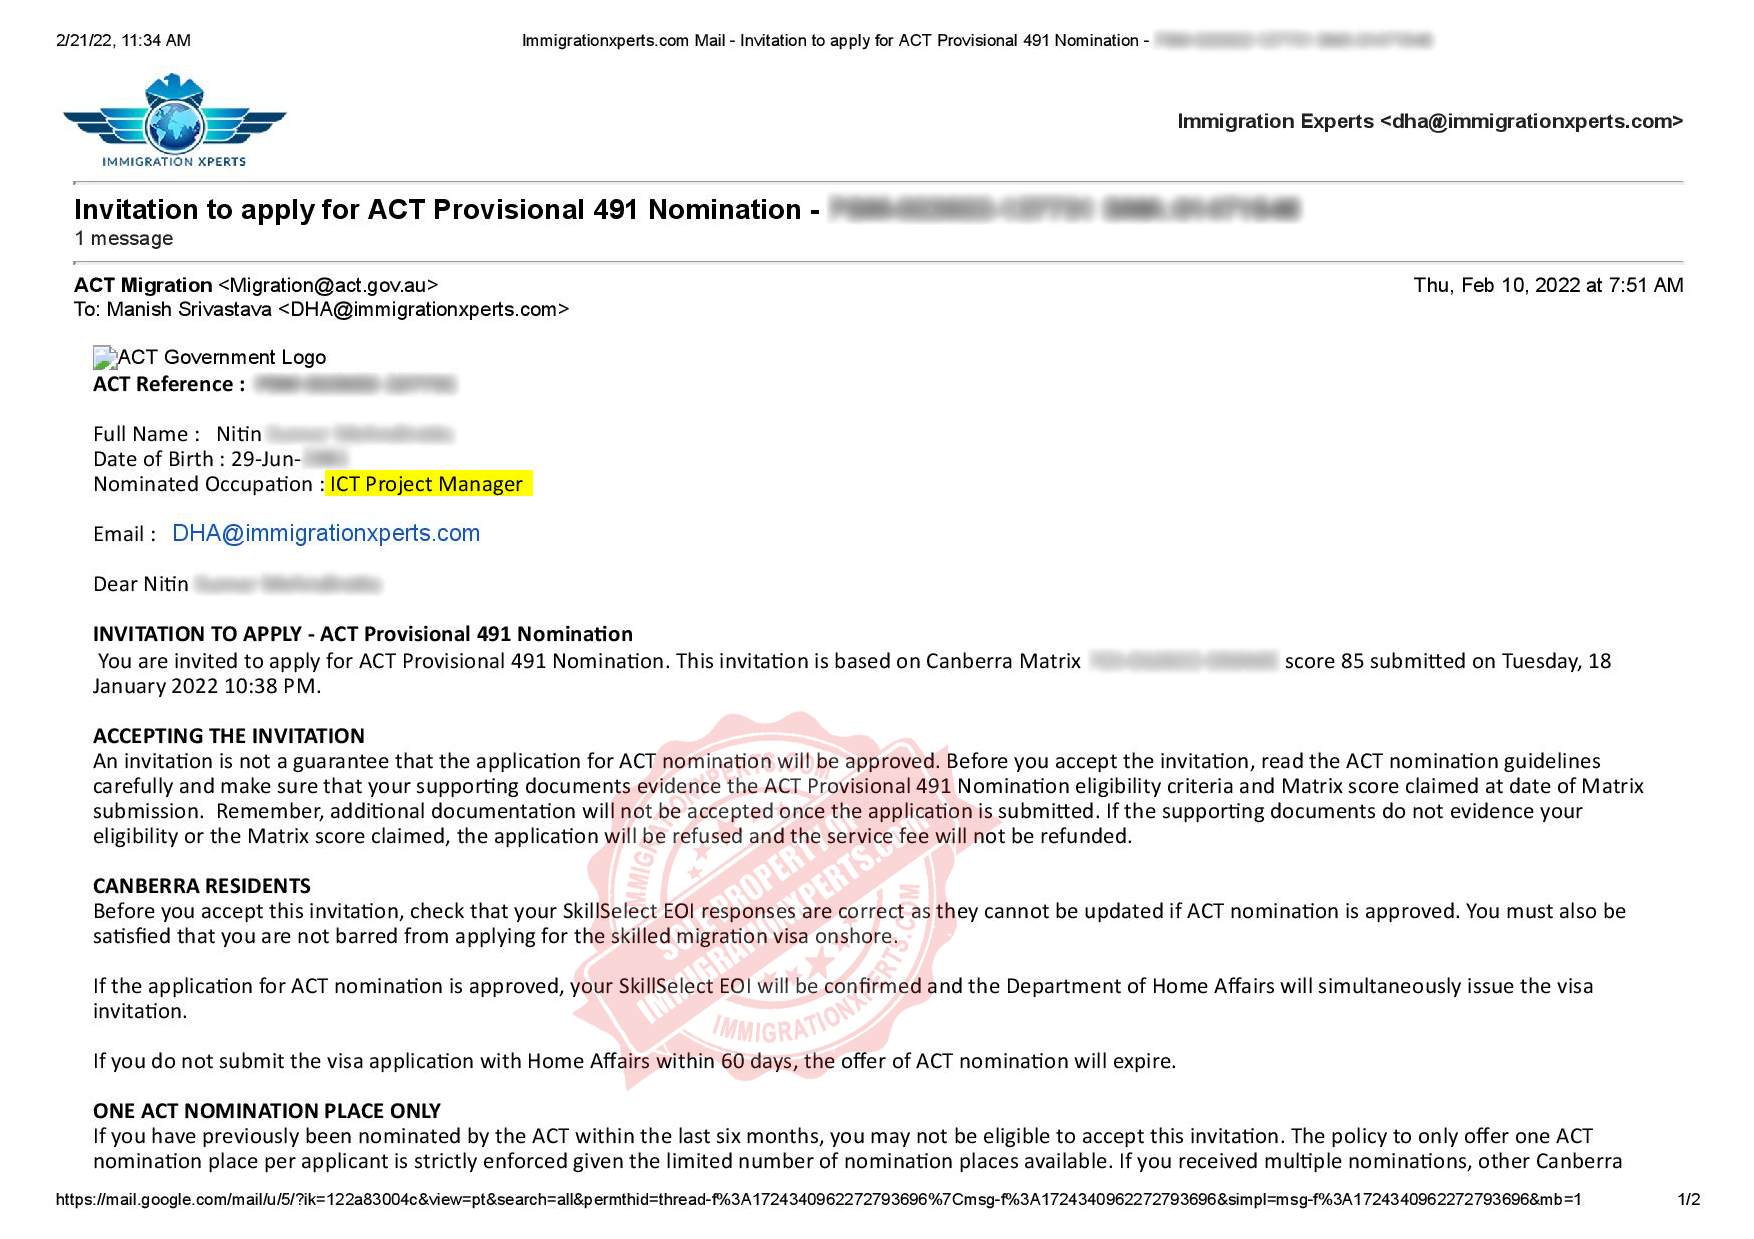 2/21/22, 11:34 AM
Immigrationxperts.com Mail - Invitation to apply for ACT Provisional 491 Nomination -
IMMIGRATION XPERTS
Immigration Experts <dha@immigrationxperts.com>
Invitation to apply for ACT Provisional 491 Nomination -
1 message
ACT Migration <Migration@act.gov.au>
Thu, Feb 10, 2022 at 7:51 AM
To: Manish Srivastava <DHA@immigrationxperts.com>
ACT Government Logo
ACT Reference :
Full Name : Nitin
Date of Birth : 29-Jun-
Nominated Occupation : ICT Project Manager
Email : DHA@immigrationxperts.com
Dear Nitin
INVITATION TO APPLY - ACT Provisional 491 Nomination
You are invited to apply for ACT Provisional 491 Nomination. This invitation is based on Canberra Matrix score 85 submitted on Tuesday, 18
January 2022 10:38 PM.
ACCEPTING THE INVITATION
An invitation is not a guarantee that the application for ACT nomination will be approved. Before you accept the invitation, read the ACT nomination guidelines
carefully and make sure that your supporting documents evidence the ACT Provisional 491 Nomination eligibility criteria and Matrix score claimed at date of Matrix
submission. Remember, additional documentation will not be accepted once the application is submitted. If the supporting documents do not evidence your
eligibility or the Matrix score claimed, the application will be refused and the service fee will not be refunded.
CANBERRA RESIDENTS
Before you accept this invitation, check that your SkillSelect EOI responses are correct as they cannot be updated if ACT nomination is approved. You must also be
satisfied that you are not barred from applying for the skilled migration visa onshore.
If the application for ACT nomination is approved, your SkillSelect EOI will be confirmed and the Department of Home Affairs will simultaneously issue the visa
invitation.
If you do not submit the visa application with Home Affairs within 60 days, the offer of ACT nomination will expire.
ONE ACT NOMINATION PLACE ONLY
If you have previously been nominated by the ACT within the last six months, you may not be eligible to accept this invitation. The policy to only offer one ACT
nomination place per applicant is strictly enforced given the limited number of nomination places available. If you received multiple nominations, other Canberra
IMMIGRATIONXPERTS.COM
SOLE PROPERTY OF
IMMIGRATIONXPERTS.COM
IMMIGRATIONXPERTS.COM
https://mail.google.com/mail/u/5/?ik=122a83004c&view=pt&search=all&permthid=thread-f%3A1724340962272793696%7Cmsg-f%3A1724340962272793696&simpl=msg-f%3A1724340962272793696&mb=1
1/2